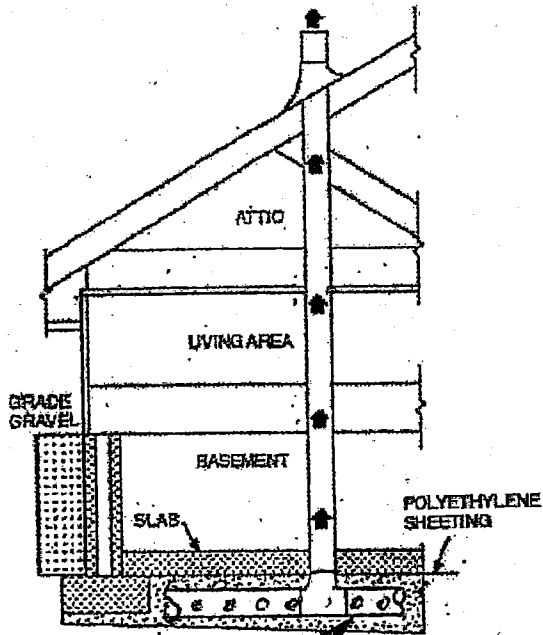 ATTIC
LIVING AREA
GRADE
GRAVEL
BASEMENT
SLAB
POLYETHYLENE
SHEETING